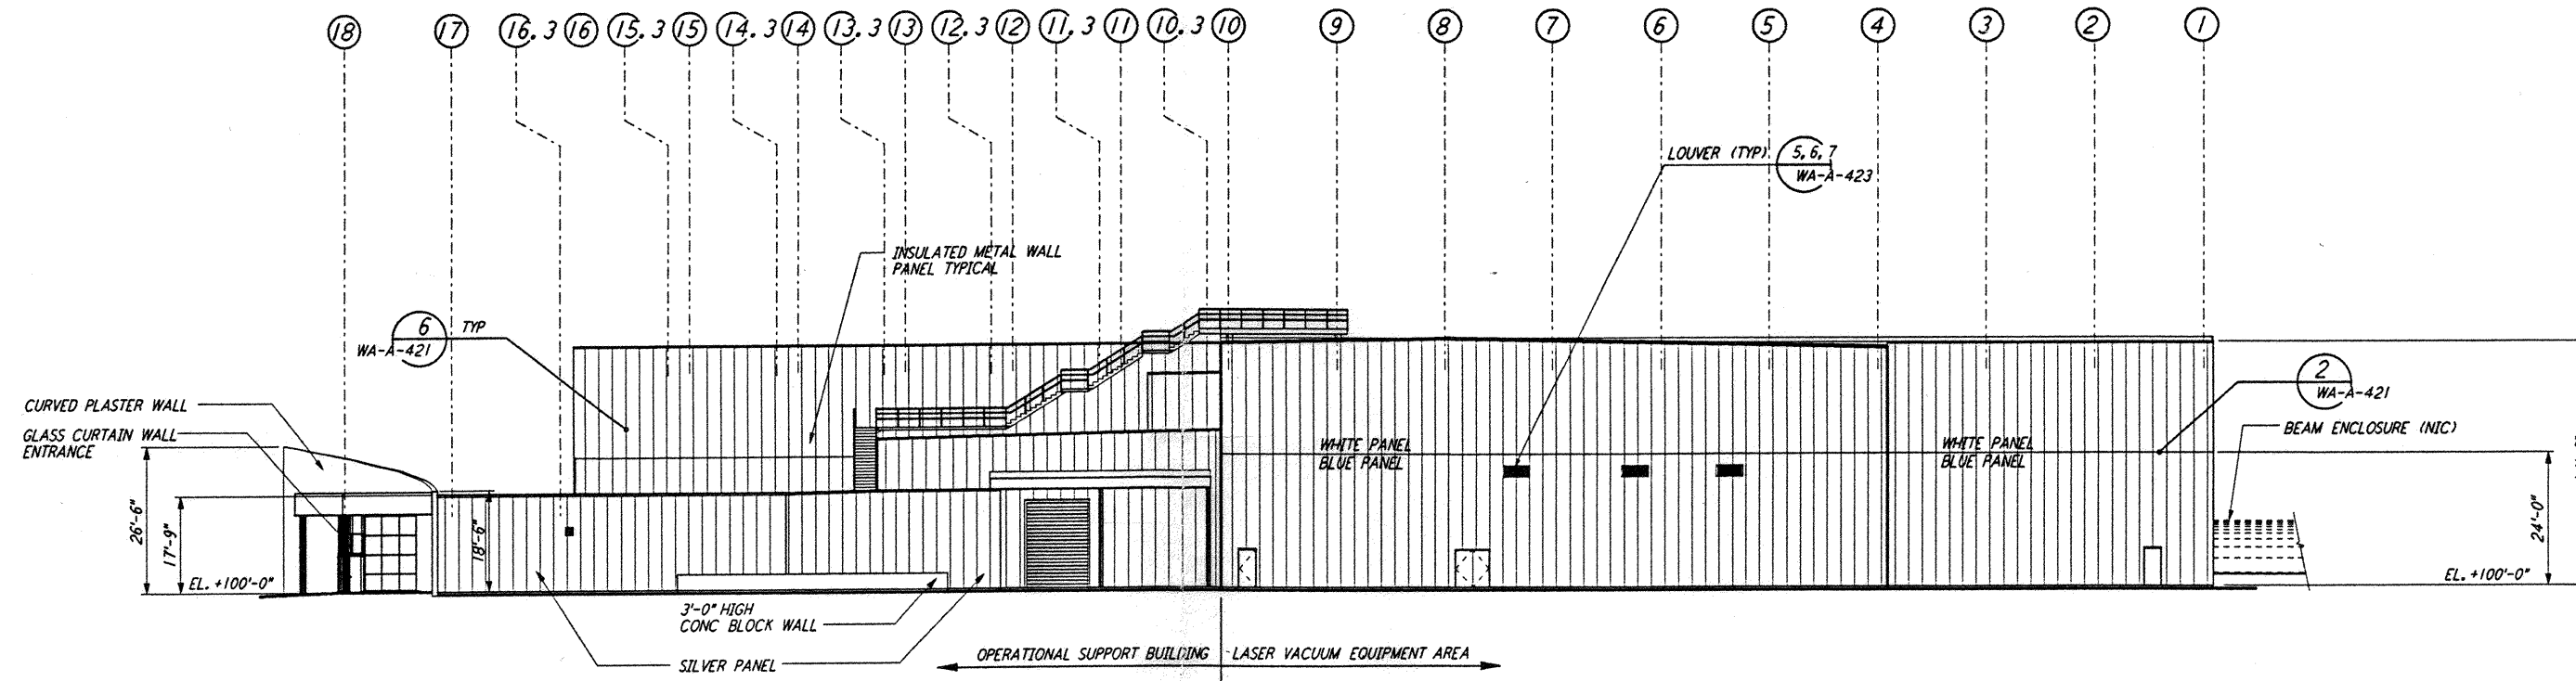 18 17 16.3 16 15.3 15 14.3 14 13.3 13 12.3 12 11.3 11 10.3 10 9 8 7 6 5 4 3 2 1
LOUVER (TYP)
5, 6, 7
WA-A-423
INSULATED METAL WALL
PANEL TYPICAL
6
TYP
WA-A-421
2
WA-A-421
CURVED PLASTER WALL
GLASS CURTAIN WALL
ENTRANCE
BEAM ENCLOSURE (NIC)
WHITE PANEL
BLUE PANEL
WHITE PANEL
BLUE PANEL
26'-6"
17'-9"
18'-6"
24'-0"
EL. +100'-0"
EL. +100'-0"
3'-0" HIGH
CONC BLOCK WALL
SILVER PANEL
OPERATIONAL SUPPORT BUILDING
LASER VACUUM EQUIPMENT AREA